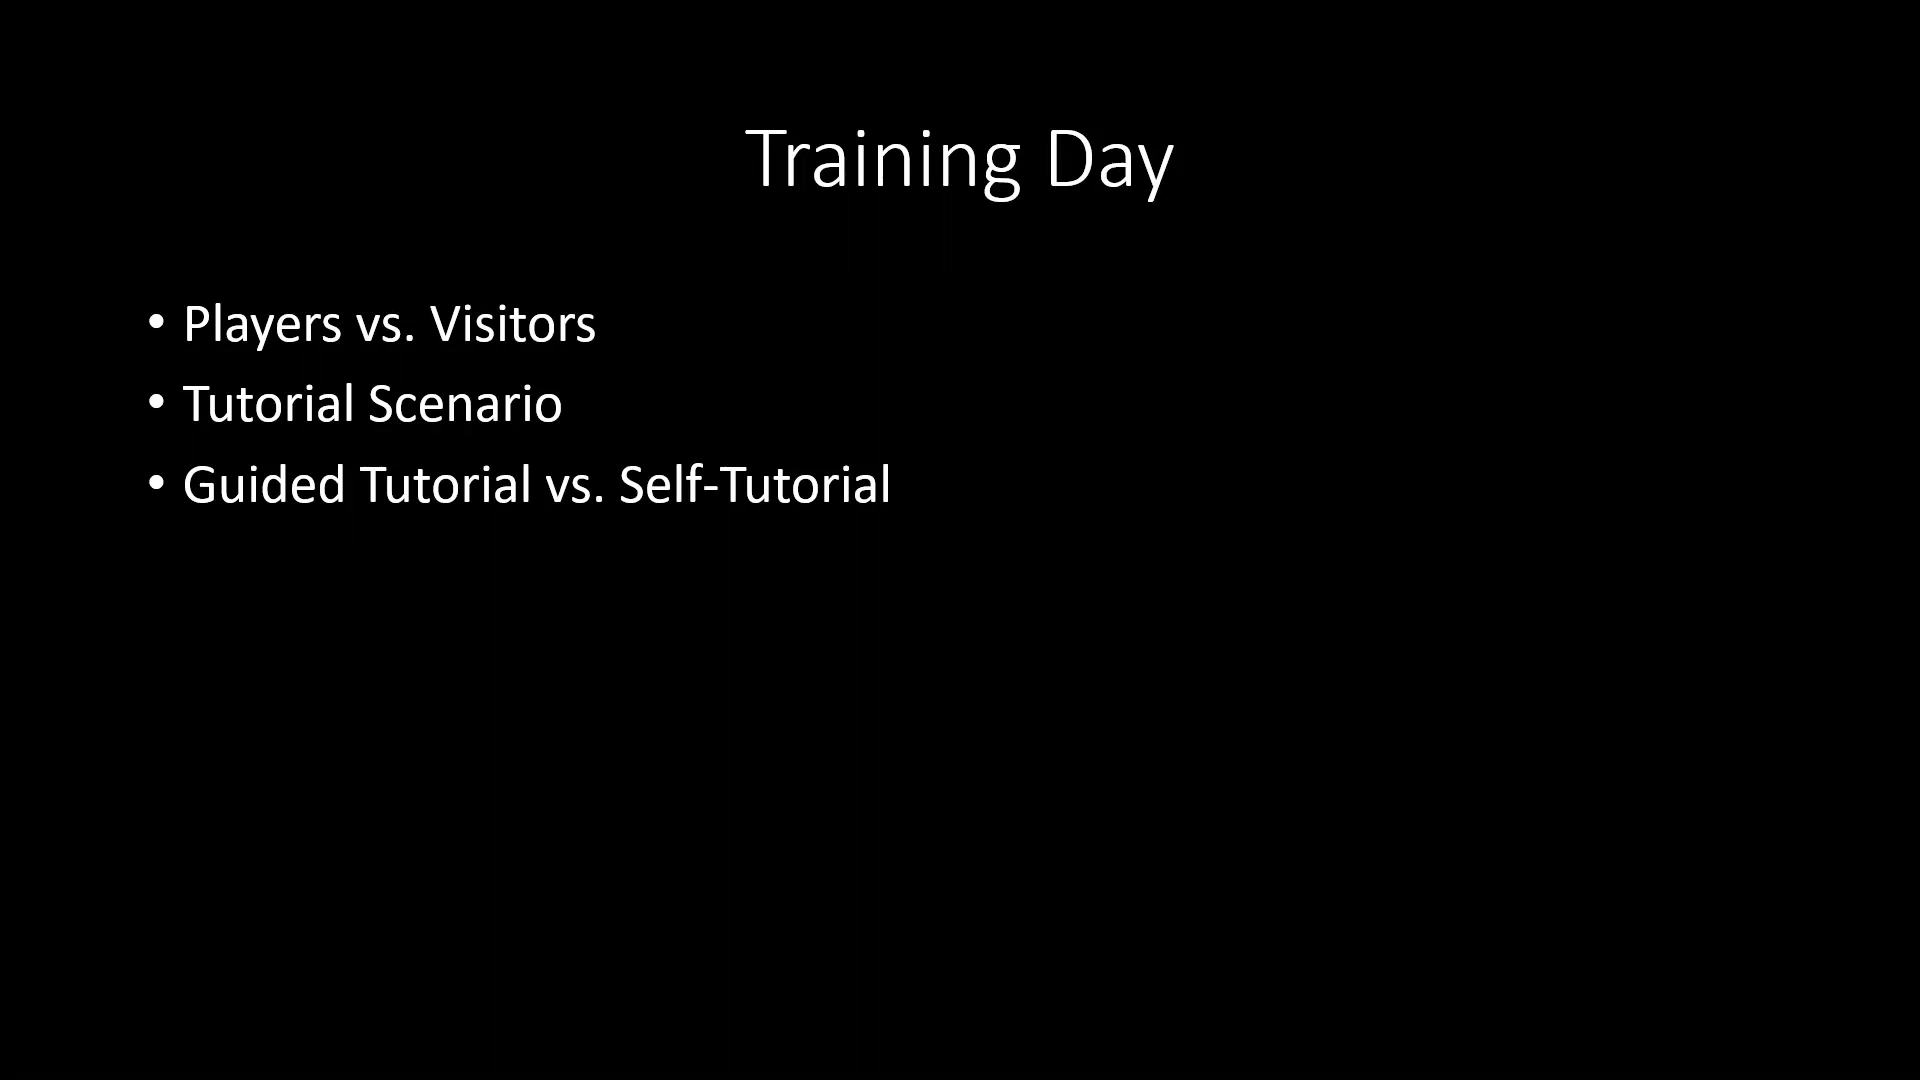 Training Day
• Players vs. Visitors
• Tutorial Scenario
• Guided Tutorial vs. Self-Tutorial